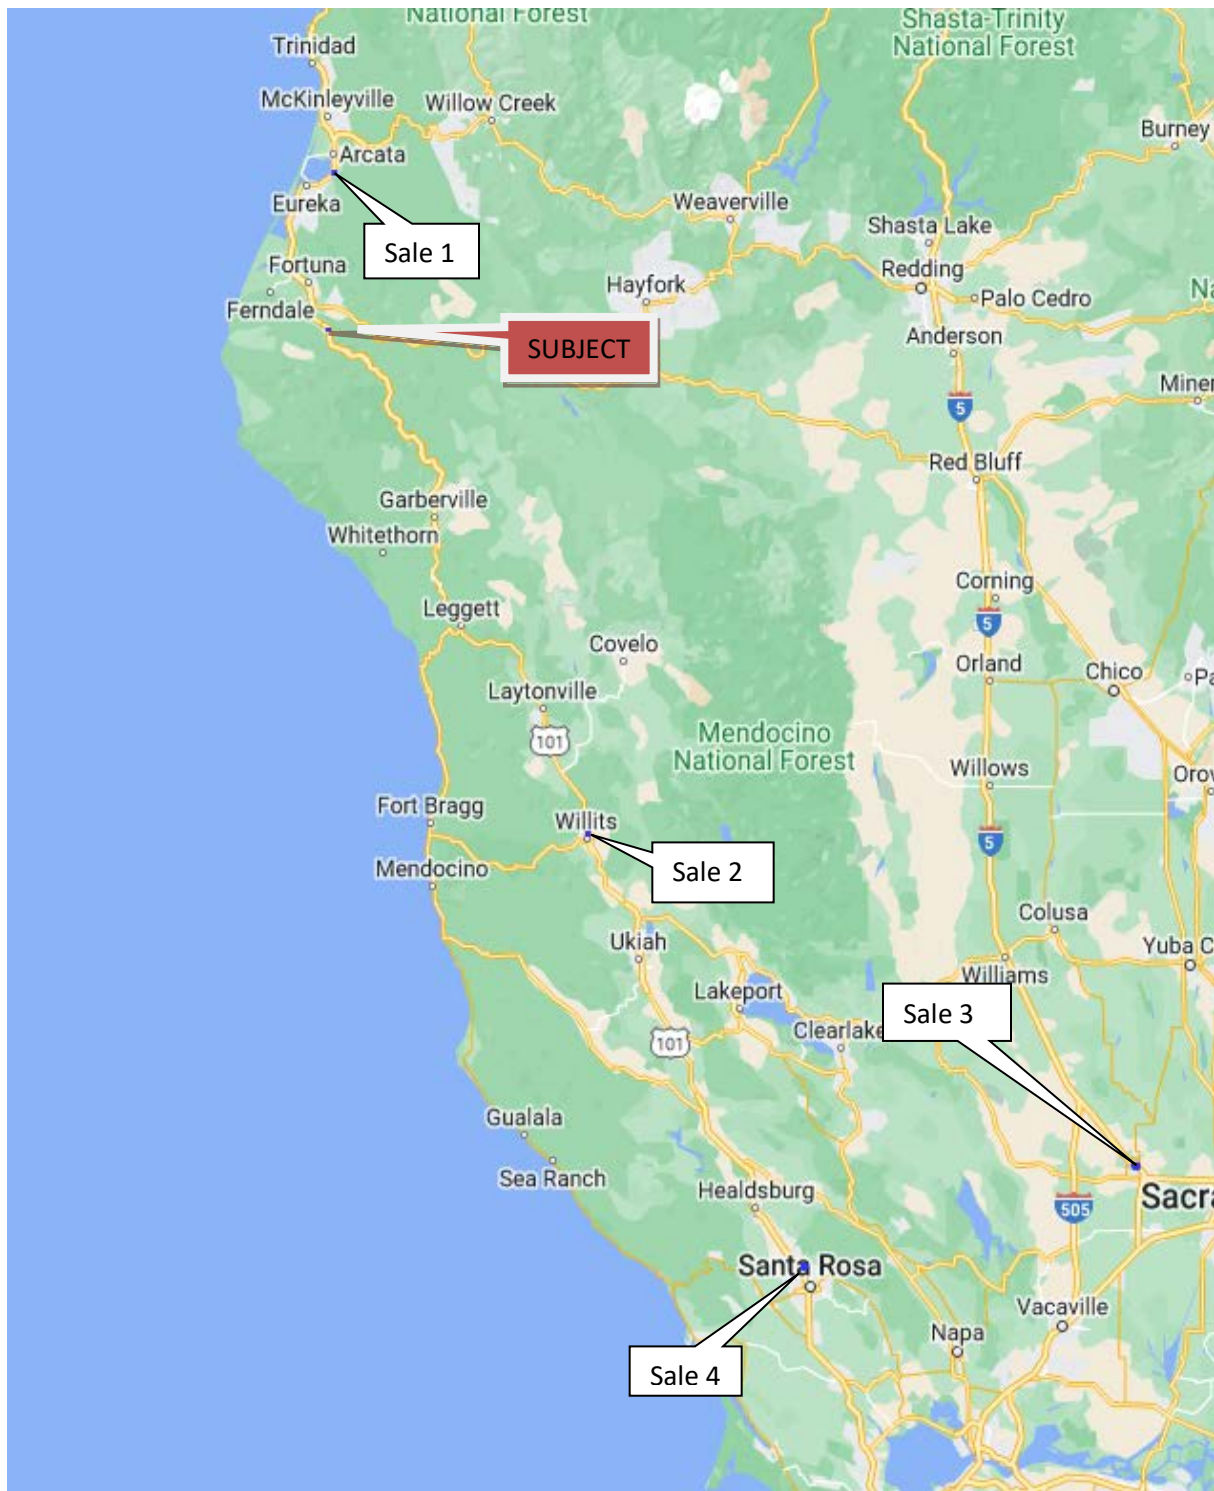 National Forest
Shasta-Trinity
National Forest
Trinidad
McKinleyville
Willow Creek
Burney
Arcata
Eureka
Weaverville
Sale 1
Shasta Lake
Fortuna
Redding
Hayfork
Palo Cedro
Ferndale
Anderson
SUBJECT
Miner
5
Red Bluff
Garberville
Whitethorn
Corning
Leggett
5
Covelo
Orland
Chico
Laytonville
101
Mendocino
National Forest
Willows
Fort Bragg
Willits
5
Sale 2
Mendocino
Colusa
Ukiah
Yuba C
Williams
Lakeport
Sale 3
Clearlake
101
Gualala
Sea Ranch
Healdsburg
505
Sacra
Santa Rosa
Vacaville
Napa
Sale 4